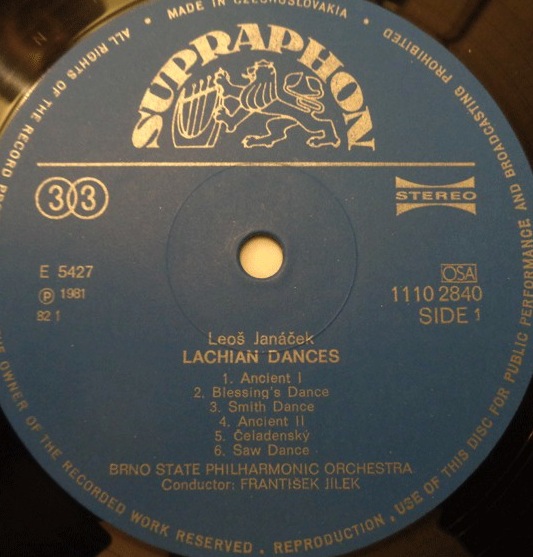 MADE IN CZECHOSLOVAKIA
ALL RIGHTS OF THE RECORD
OWNER OF THE RECORDED WORK RESERVED . REPRODUCTION , USE OF THIS DISC FOR PUBLIC PERFORMANCE AND BROADCASTING PROHIBITED
SUPRAPHON
33
STEREO
E 5427
OSA
Ⓟ 1981
1110 2840
82 1
SIDE 1
Leoš Janáček
LACHIAN DANCES
1. Ancient I
2. Blessing's Dance
3. Smith Dance
4. Ancient II
5. Čeladenský
6. Saw Dance
BRNO STATE PHILHARMONIC ORCHESTRA
Conductor: FRANTIŠEK JÍLEK